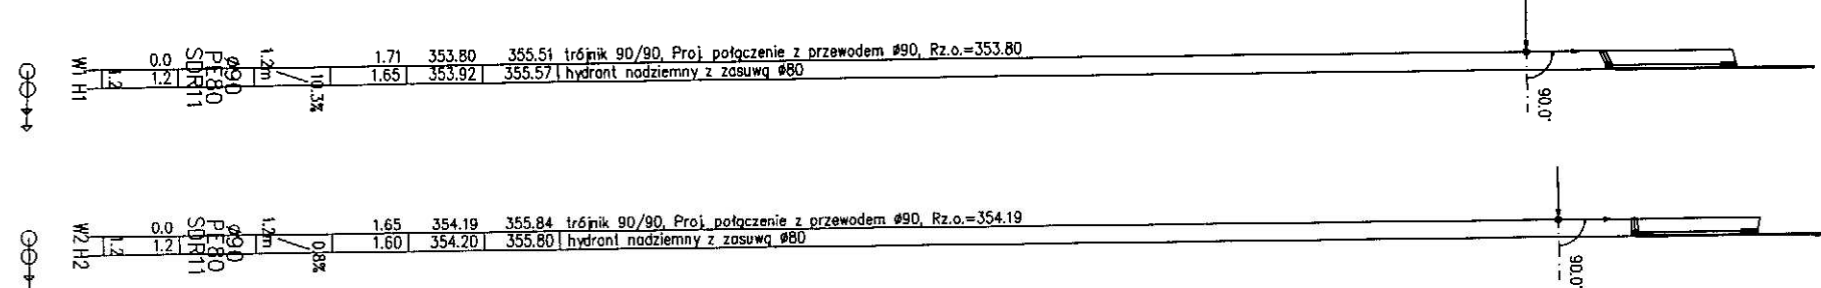 W1 0.0 1.71 353.80 355.51 trójnik 90/90, Proj. połączenie z przewodem ø90, Rz.o.=353.80
H1 1.2 1.65 353.92 355.57 hydrant nadziemny z zasuwą ø80
1.2
ø90
PE80
SDR11
1.2m
10.3%
90.0°
W2 0.0 1.65 354.19 355.84 trójnik 90/90, Proj. połączenie z przewodem ø90, Rz.o.=354.19
H2 1.2 1.60 354.20 355.80 hydrant nadziemny z zasuwą ø80
1.2
ø90
PE80
SDR11
1.2m
0.8%
90.0°